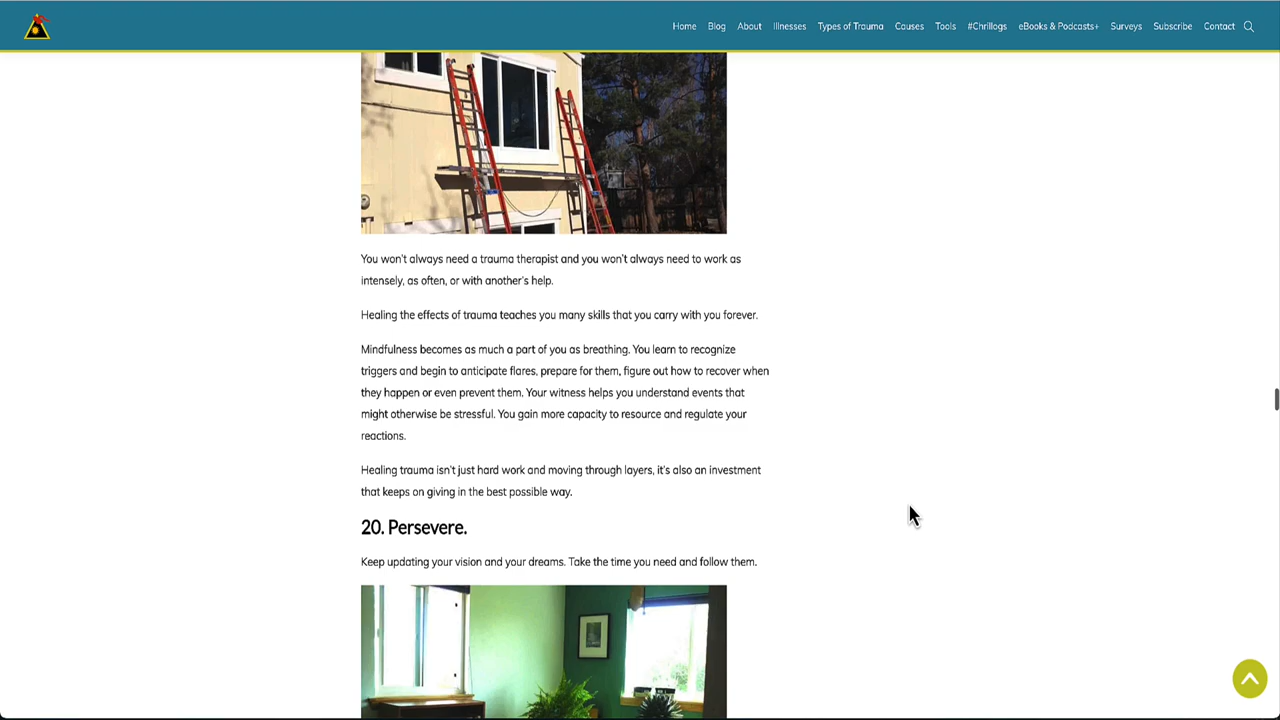 Home Blog About Illnesses Types of Trauma Causes Tools #Chrillogs eBooks & Podcasts+ Surveys Subscribe Contact
You won't always need a trauma therapist and you won't always need to work as
intensely, as often, or with another's help.
Healing the effects of trauma teaches you many skills that you carry with you forever.
Mindfulness becomes as much a part of you as breathing. You learn to recognize
triggers and begin to anticipate flares, prepare for them, figure out how to recover when
they happen or even prevent them. Your witness helps you understand events that
might otherwise be stressful. You gain more capacity to resource and regulate your
reactions.
Healing trauma isn't just hard work and moving through layers, it's also an investment
that keeps on giving in the best possible way.
20. Persevere.
Keep updating your vision and your dreams. Take the time you need and follow them.